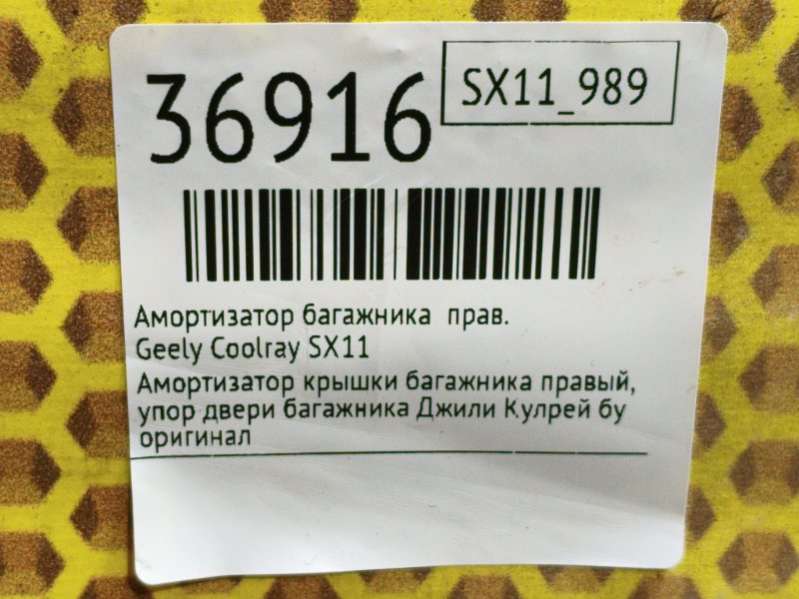 36916
SX11_989
Амортизатор багажника прав.
Geely Coolray SX11
Амортизатор крышки багажника правый,
упор двери багажника Джили Кулрей бу
оригинал